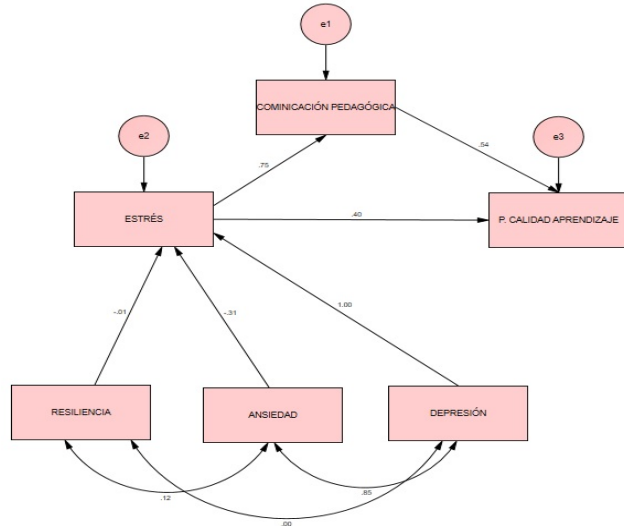 e1
COMINICACIÓN PEDAGÓGICA
e2
e3
.75
.54
ESTRÉS
.40
P. CALIDAD APRENDIZAJE
-.01
-.31
1.00
RESILIENCIA
ANSIEDAD
DEPRESIÓN
.12
.85
.00